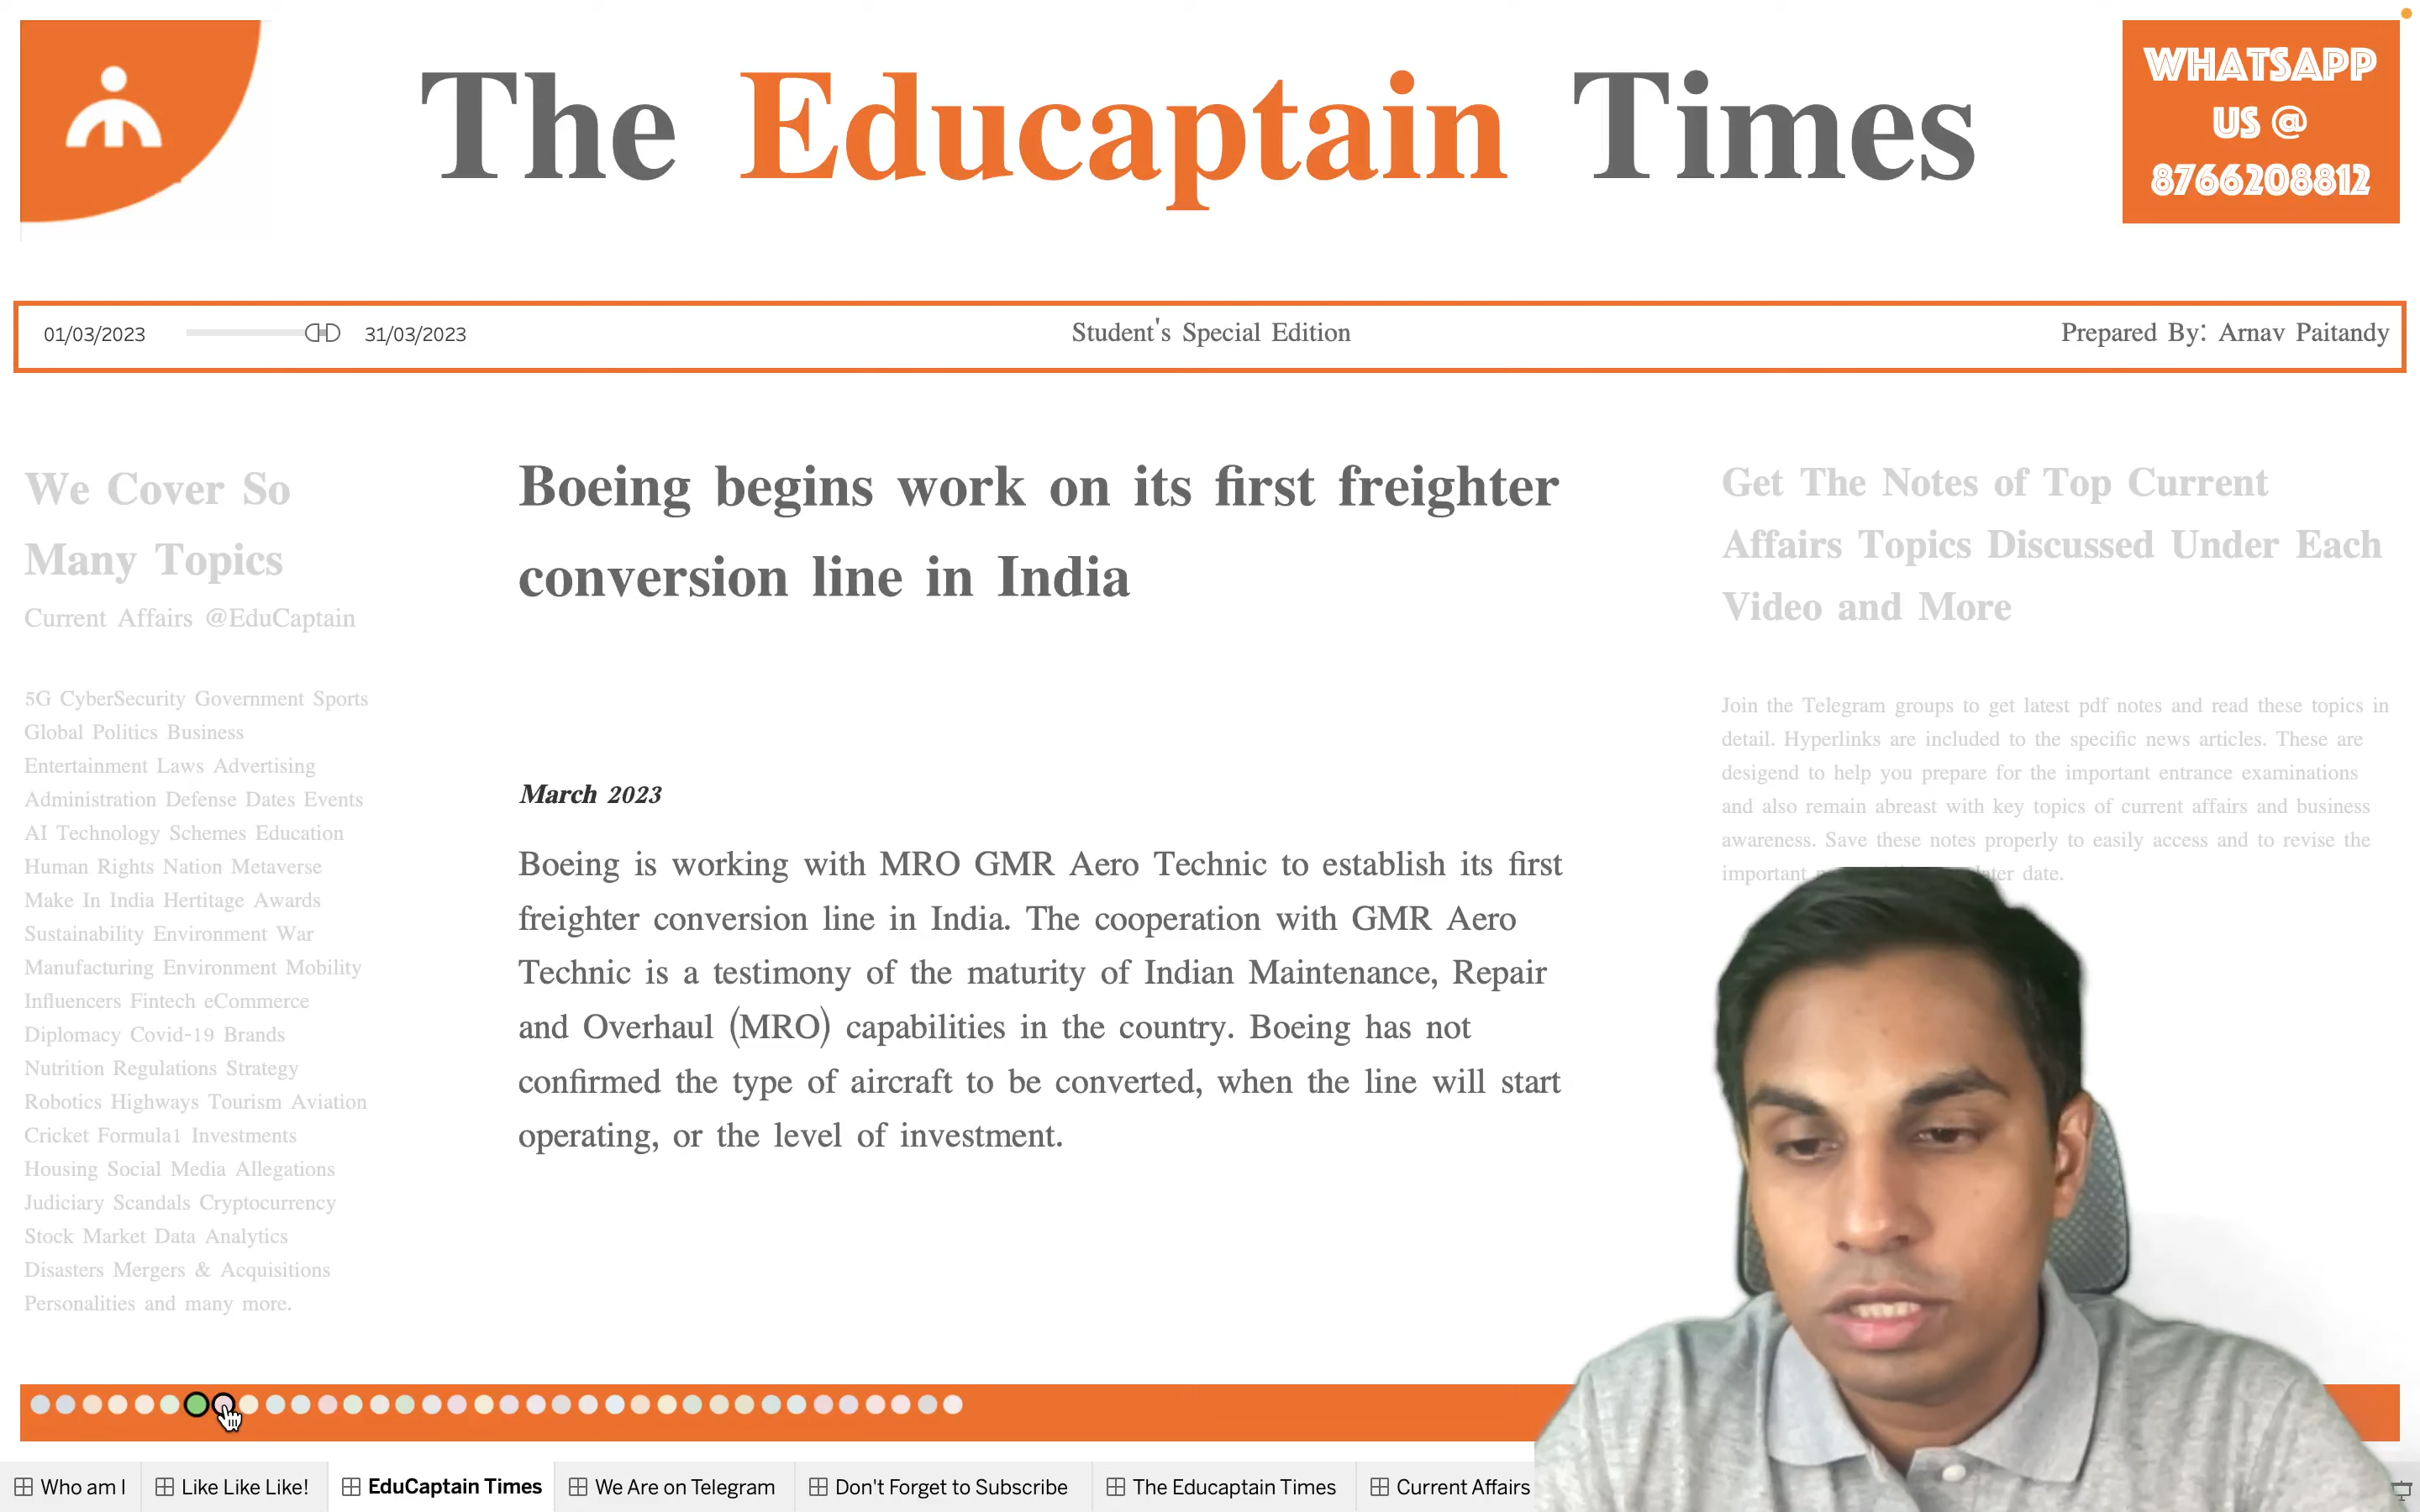 The Educaptain Times
WHATSAPP
US @
8766208812
01/03/2023
31/03/2023
Student's Special Edition
Prepared By: Arnav Paitandy
We Cover So
Many Topics
Current Affairs @EduCaptain
5G CyberSecurity Government Sports
Global Politics Business
Entertainment Laws Advertising
Administration Defense Dates Events
AI Technology Schemes Education
Human Rights Nation Metaverse
Make In India Hertitage Awards
Sustainability Environment War
Manufacturing Environment Mobility
Influencers Fintech eCommerce
Diplomacy Covid-19 Brands
Nutrition Regulations Strategy
Robotics Highways Tourism Aviation
Cricket Formula1 Investments
Housing Social Media Allegations
Judiciary Scandals Cryptocurrency
Stock Market Data Analytics
Disasters Mergers & Acquisitions
Personalities and many more.
Boeing begins work on its first freighter
conversion line in India
March 2023
Boeing is working with MRO GMR Aero Technic to establish its first
freighter conversion line in India. The cooperation with GMR Aero
Technic is a testimony of the maturity of Indian Maintenance, Repair
and Overhaul (MRO) capabilities in the country. Boeing has not
confirmed the type of aircraft to be converted, when the line will start
operating, or the level of investment.
Get The Notes of Top Current
Affairs Topics Discussed Under Each
Video and More
Join the Telegram groups to get latest pdf notes and read these topics in
detail. Hyperlinks are included to the specific news articles. These are
desigend to help you prepare for the important entrance examinations
and also remain abreast with key topics of current affairs and business
awareness. Save these notes properly to easily access and to revise the
important date.
Who am I
Like Like Like!
EduCaptain Times
We Are on Telegram
Don't Forget to Subscribe
The Educaptain Times
Current Affairs